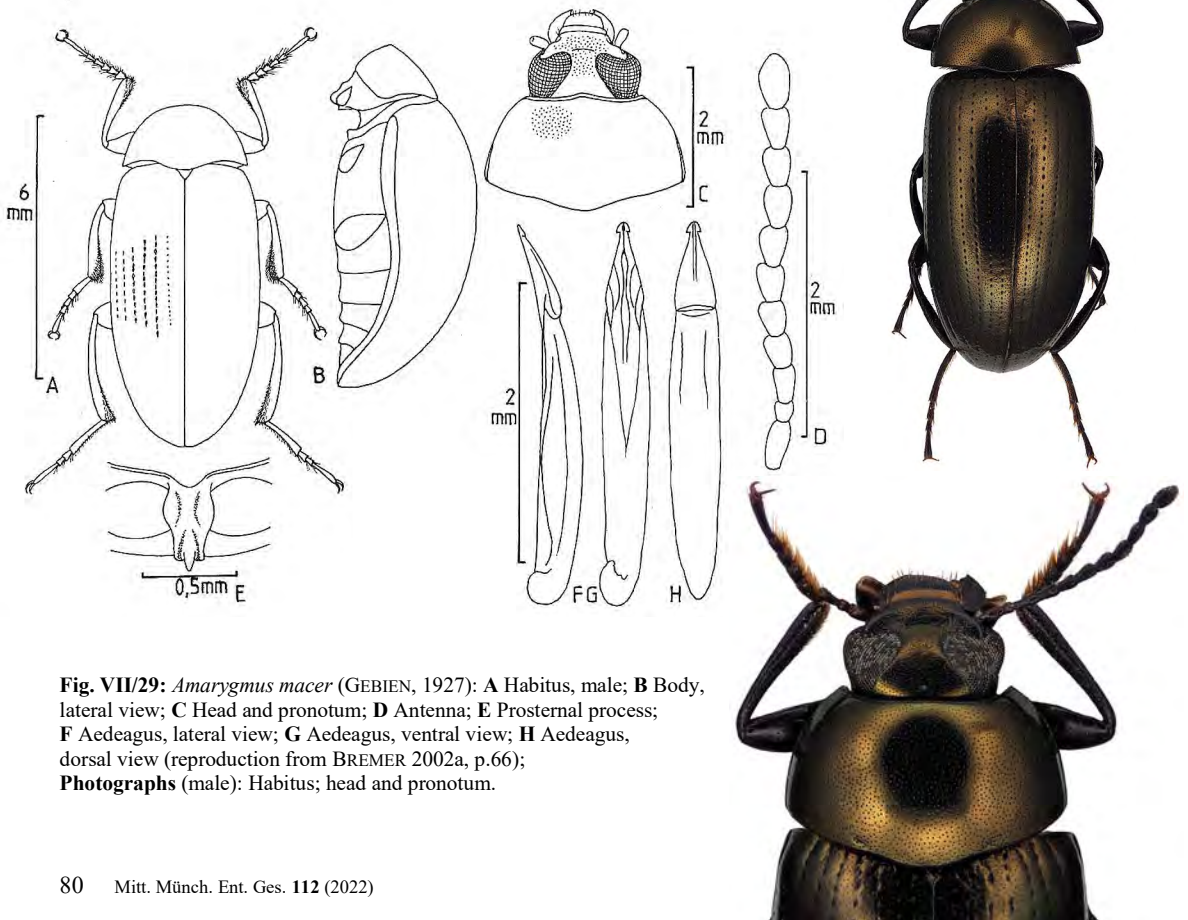 6
mm
A
B
2
mm
C
2
mm
D
2
mm
F G
H
0,5mm E
Fig. VII/29: Amarygmus macer (GEBIEN, 1927): A Habitus, male; B Body,
lateral view; C Head and pronotum; D Antenna; E Prosternal process;
F Aedeagus, lateral view; G Aedeagus, ventral view; H Aedeagus,
dorsal view (reproduction from BREMER 2002a, p.66);
Photographs (male): Habitus; head and pronotum.
80 Mitt. Münch. Ent. Ges. 112 (2022)